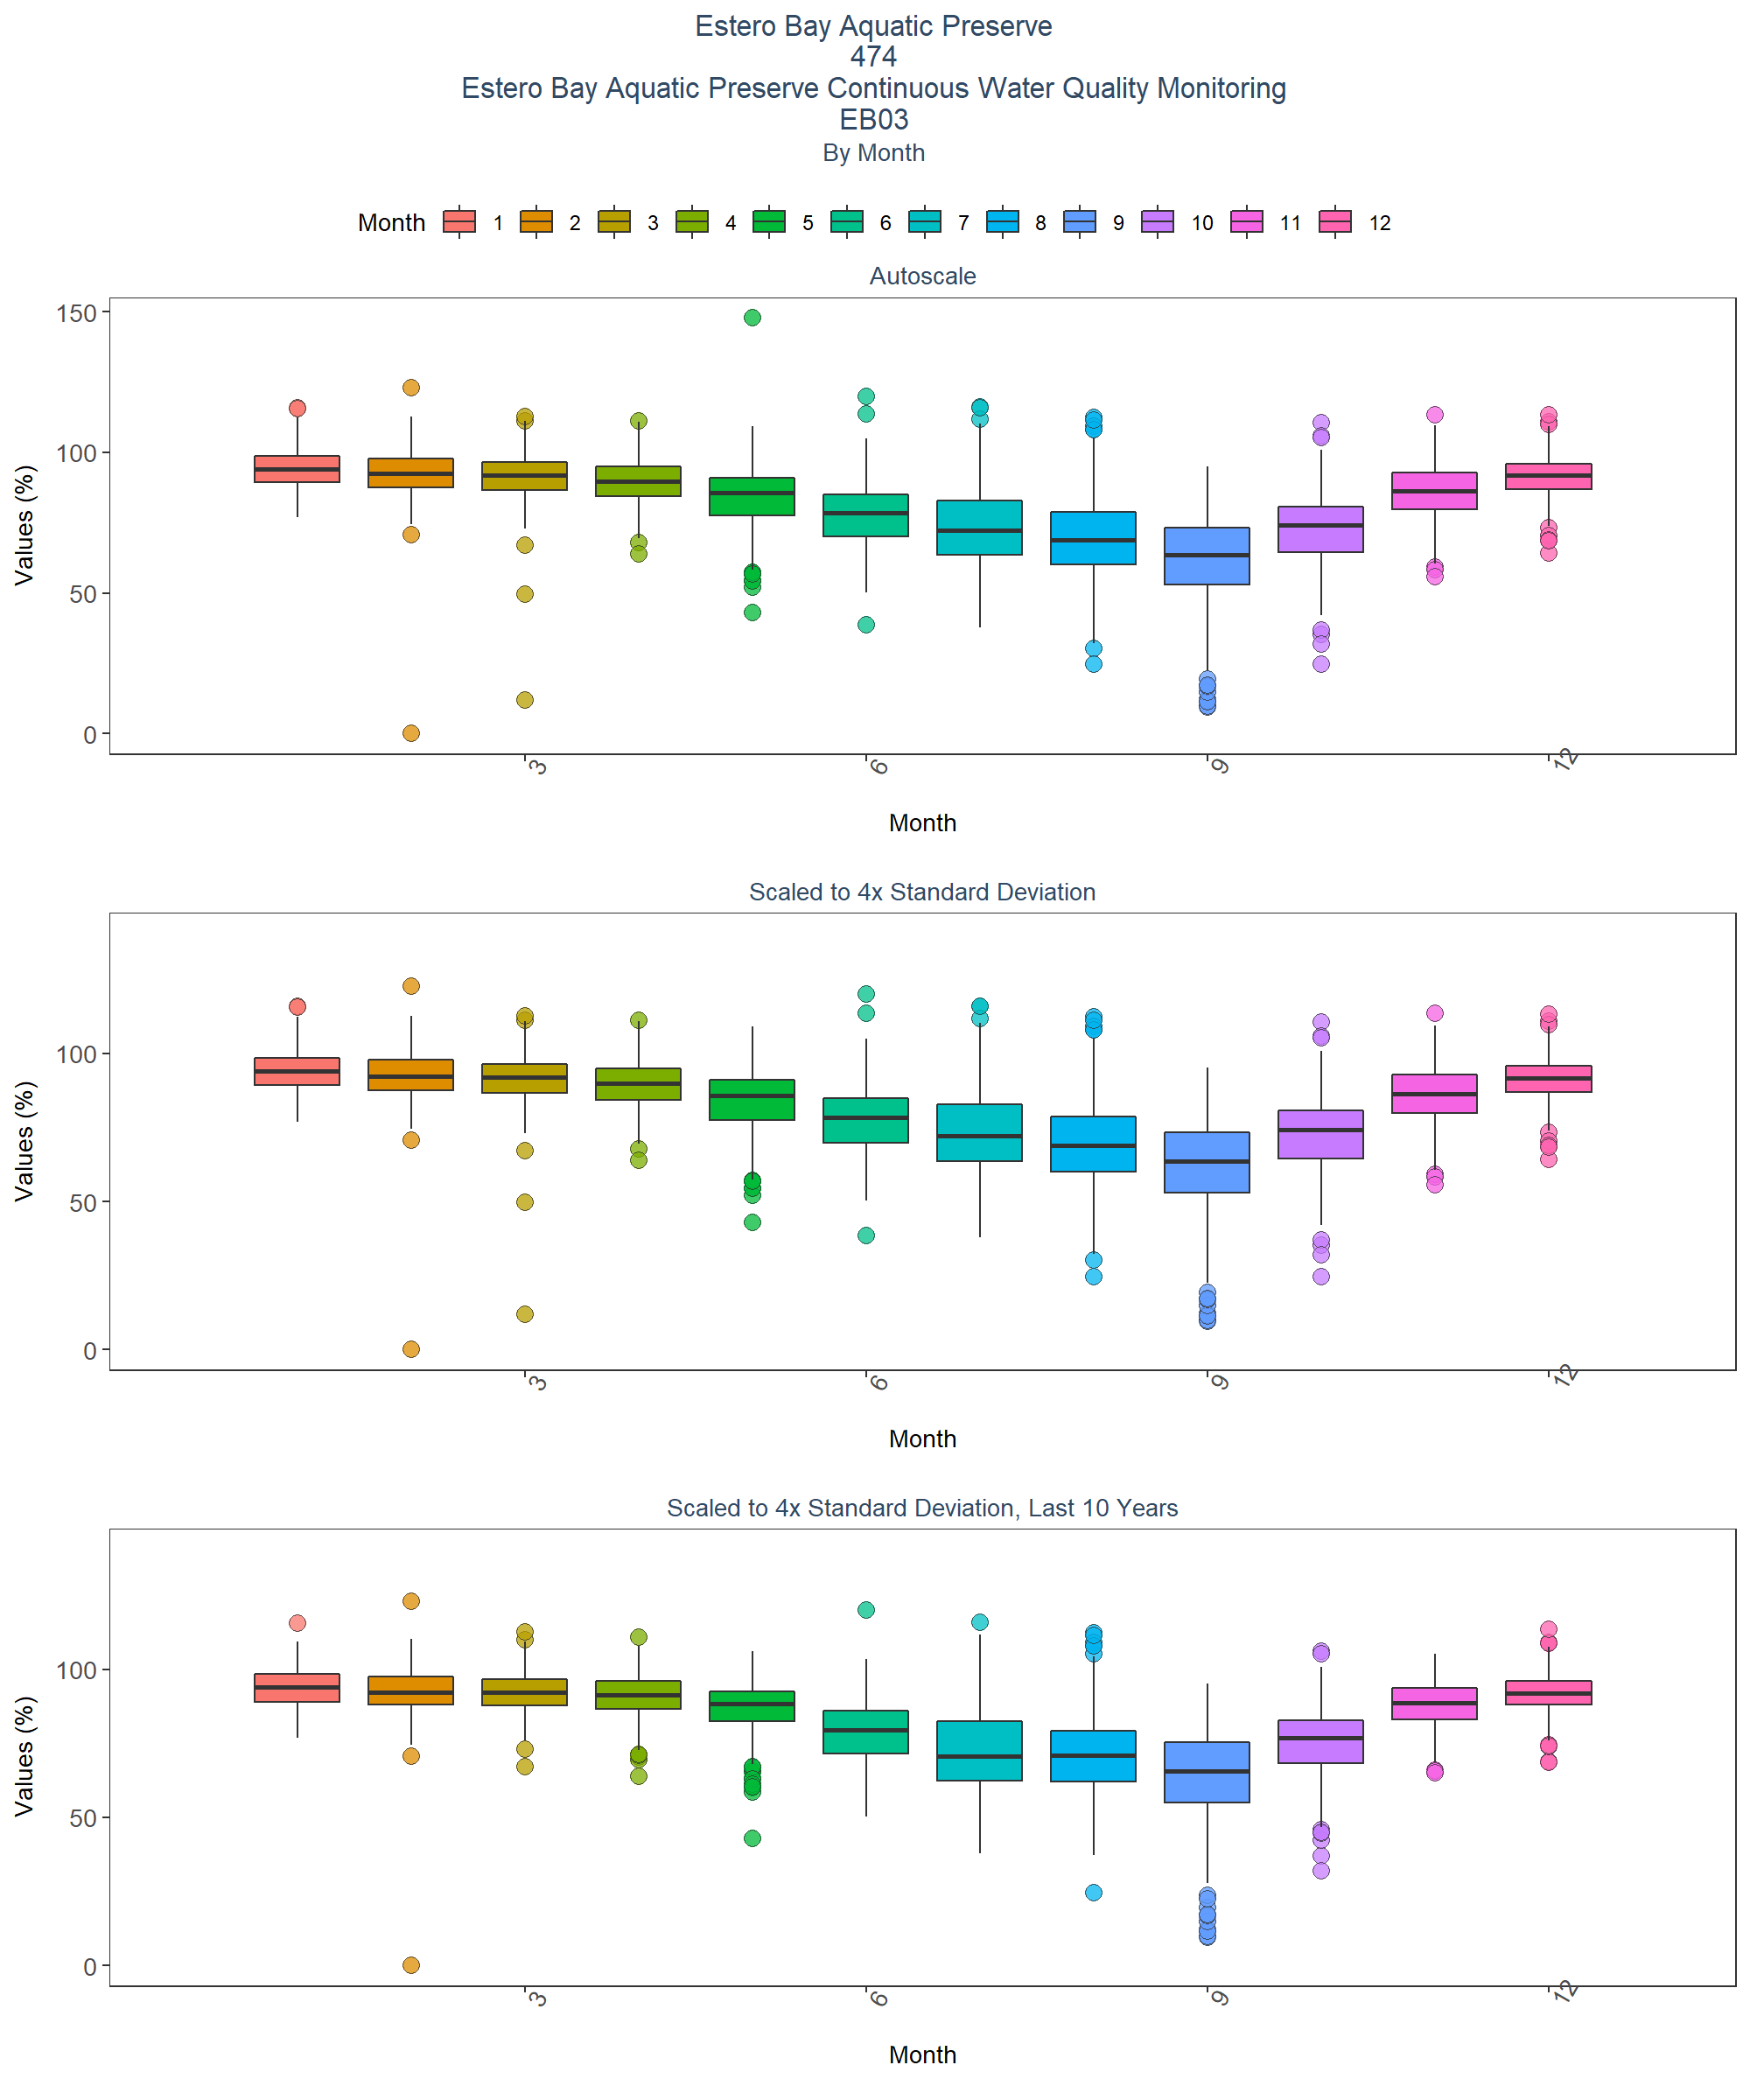 Estero Bay Aquatic Preserve
474
Estero Bay Aquatic Preserve Continuous Water Quality Monitoring
EB03
By Month
Month 1 2 3 4 5 6 7 8 9 10 11 12
Autoscale
Values (%)
150
100
50
0
3 6 9 12
Month
Scaled to 4x Standard Deviation
Values (%)
100
50
0
3 6 9 12
Month
Scaled to 4x Standard Deviation, Last 10 Years
Values (%)
100
50
0
3 6 9 12
Month